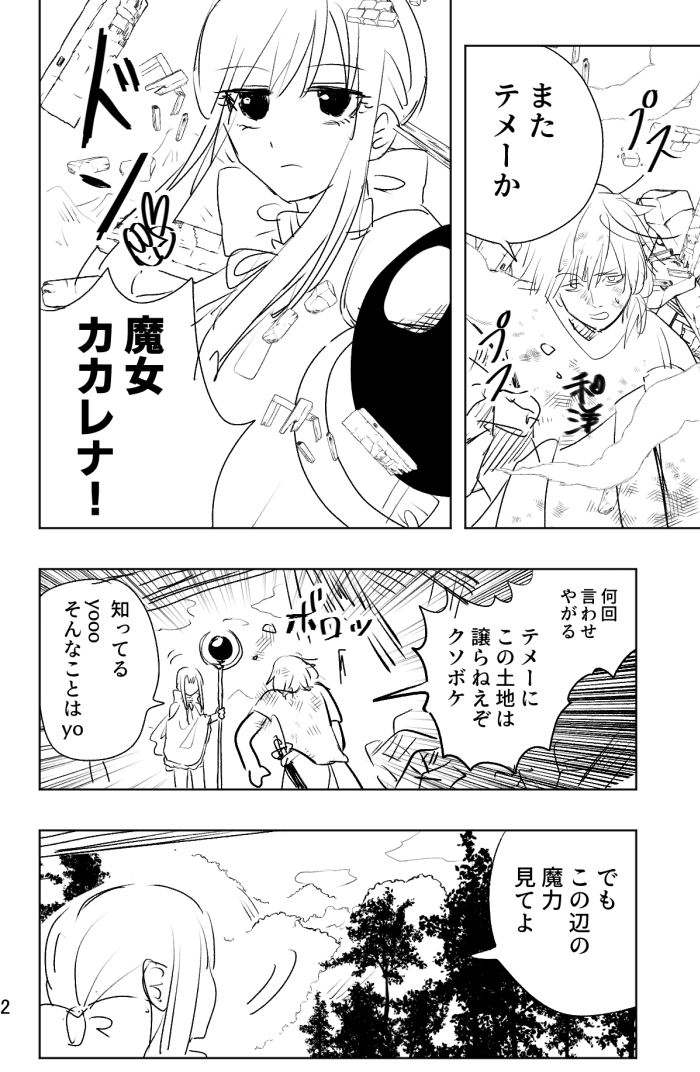 また
テメーか
プス
プス
和
洋
ドン
魔女
カカレナ！
何回
言わせ
やがる
テメーに
この土地は
譲らねえぞ
クソボケ
ボロッ
知ってる
yooo
そんなことは
yo
でも
この辺の
魔力
見てよ
2